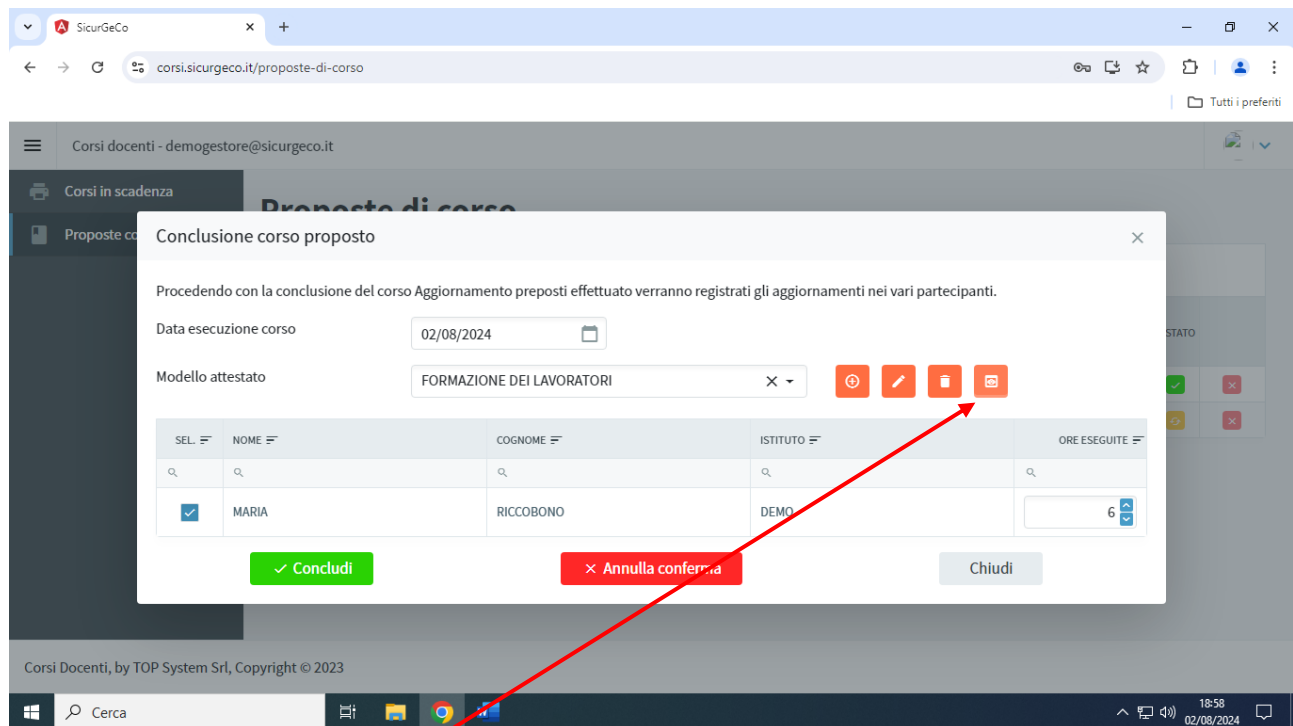 SicurGeCo
corsi.sicurgeco.it/proposte-di-corso
Tutti i preferiti
Corsi docenti - demogestore@sicurgeco.it
Corsi in scadenza
Proposte di corso
Proposte co
Conclusione corso proposto
Procedendo con la conclusione del corso Aggiornamento preposti effettuato verranno registrati gli aggiornamenti nei vari partecipanti.
Data esecuzione corso 02/08/2024
STATO
Modello attestato FORMAZIONE DEI LAVORATORI
SEL. NOME COGNOME ISTITUTO ORE ESEGUITE
MARIA RICCOBONO DEMO 6
Concludi Annulla conferma Chiudi
Corsi Docenti, by TOP System Srl, Copyright © 2023
Cerca
18:58
02/08/2024